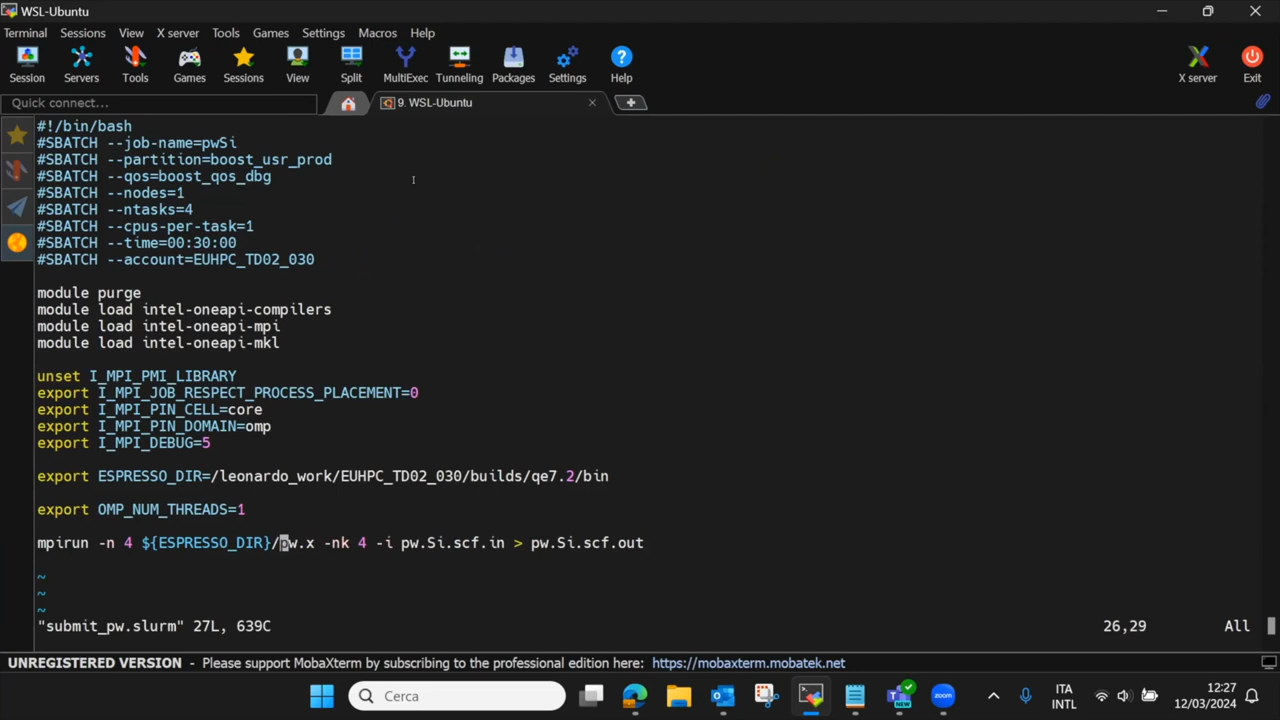 WSL-Ubuntu
Terminal Sessions View X server Tools Games Settings Macros Help
Session Servers Tools Games Sessions View Split MultiExec Tunneling Packages Settings Help X server Exit
Quick connect... 9. WSL-Ubuntu
#!/bin/bash
#SBATCH --job-name=pwSi
#SBATCH --partition=boost_usr_prod
#SBATCH --qos=boost_qos_dbg
#SBATCH --nodes=1
#SBATCH --ntasks=4
#SBATCH --cpus-per-task=1
#SBATCH --time=00:30:00
#SBATCH --account=EUHPC_TD02_030
module purge
module load intel-oneapi-compilers
module load intel-oneapi-mpi
module load intel-oneapi-mkl
unset I_MPI_PMI_LIBRARY
export I_MPI_JOB_RESPECT_PROCESS_PLACEMENT=0
export I_MPI_PIN_CELL=core
export I_MPI_PIN_DOMAIN=omp
export I_MPI_DEBUG=5
export ESPRESSO_DIR=/leonardo_work/EUHPC_TD02_030/builds/qe7.2/bin
export OMP_NUM_THREADS=1
mpirun -n 4 ${ESPRESSO_DIR}/pw.x -nk 4 -i pw.Si.scf.in > pw.Si.scf.out
~
~
~
"submit_pw.slurm" 27L, 639C 26,29 All
UNREGISTERED VERSION - Please support MobaXterm by subscribing to the professional edition here: https://mobaxterm.mobatek.net
Cerca NEW zoom ITA 12:27
INTL 12/03/2024